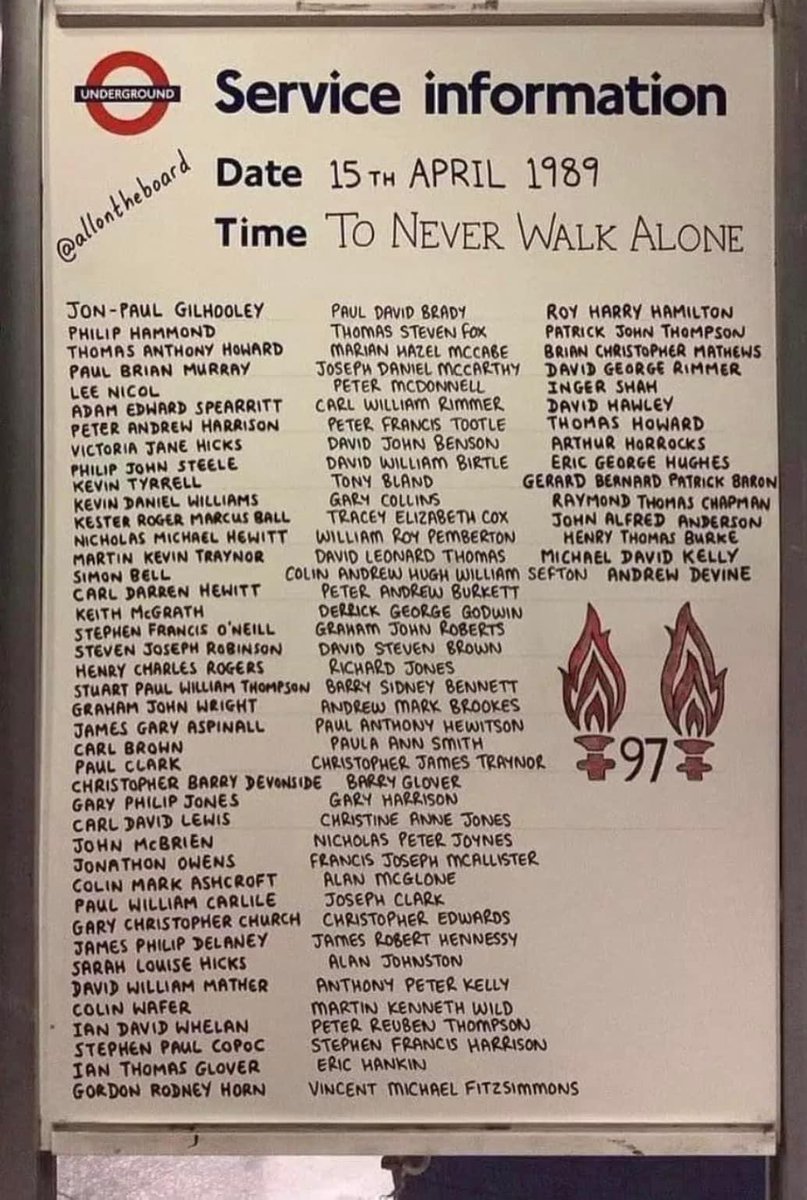 UNDERGROUND
Service information
@allontheboard
Date 15TH APRIL 1989
Time TO NEVER WALK ALONE
JON-PAUL GILHOOLEY
PHILIP HAMMOND
THOMAS ANTHONY HOWARD
PAUL BRIAN MURRAY
LEE NICOL
ADAM EDWARD SPEARRITT
PETER ANDREW HARRISON
VICTORIA JANE HICKS
PHILIP JOHN STEELE
KEVIN TYRRELL
KEVIN DANIEL WILLIAMS
KESTER ROGER MARCUS BALL
NICHOLAS MICHAEL HEWITT
MARTIN KEVIN TRAYNOR
SIMON BELL
CARL DARREN HEWITT
KEITH McGRATH
STEPHEN FRANCIS O'NEILL
STEVEN JOSEPH ROBINSON
HENRY CHARLES ROGERS
STUART PAUL WILLIAM THOMPSON
GRAHAM JOHN WRIGHT
JAMES GARY ASPINALL
CARL BROWN
PAUL CLARK
CHRISTOPHER BARRY DEVONSIDE
GARY PHILIP JONES
CARL DAVID LEWIS
JOHN McBRIEN
JONATHON OWENS
COLIN MARK ASHCROFT
PAUL WILLIAM CARLILE
GARY CHRISTOPHER CHURCH
JAMES PHILIP DELANEY
SARAH LOUISE HICKS
DAVID WILLIAM MATHER
COLIN WAFER
IAN DAVID WHELAN
STEPHEN PAUL COPOC
IAN THOMAS GLOVER
GORDON RODNEY HORN
PAUL DAVID BRADY
THOMAS STEVEN FOX
MARIAN HAZEL MCCABE
JOSEPH DANIEL MCCARTHY
PETER MCDONNELL
CARL WILLIAM RIMMER
PETER FRANCIS TOOTLE
DAVID JOHN BENSON
DAVID WILLIAM BIRTLE
TONY BLAND
GARY COLLINS
TRACEY ELIZABETH COX
WILLIAM ROY PEMBERTON
DAVID LEONARD THOMAS
COLIN ANDREW HUGH WILLIAM SEFTON
PETER ANDREW BURKETT
DERRICK GEORGE GODWIN
GRAHAM JOHN ROBERTS
DAVID STEVEN BROWN
RICHARD JONES
BARRY SIDNEY BENNETT
ANDREW MARK BROOKES
PAUL ANTHONY HEWITSON
PAULA ANN SMITH
CHRISTOPHER JAMES TRAYNOR
BARRY GLOVER
GARY HARRISON
CHRISTINE ANNE JONES
NICHOLAS PETER JOYNES
FRANCIS JOSEPH MCALLISTER
ALAN MCGLONE
JOSEPH CLARK
CHRISTOPHER EDWARDS
JAMES ROBERT HENNESSY
ALAN JOHNSTON
ANTHONY PETER KELLY
MARTIN KENNETH WILD
PETER REUBEN THOMPSON
STEPHEN FRANCIS HARRISON
ERIC HANKIN
VINCENT MICHAEL FITZSIMMONS
ROY HARRY HAMILTON
PATRICK JOHN THOMPSON
BRIAN CHRISTOPHER MATHEWS
DAVID GEORGE RIMMER
INGER SHAH
DAVID HAWLEY
THOMAS HOWARD
ARTHUR HORROCKS
ERIC GEORGE HUGHES
GERARD BERNARD PATRICK BARON
RAYMOND THOMAS CHAPMAN
JOHN ALFRED ANDERSON
HENRY THOMAS BURKE
MICHAEL DAVID KELLY
ANDREW DEVINE
97